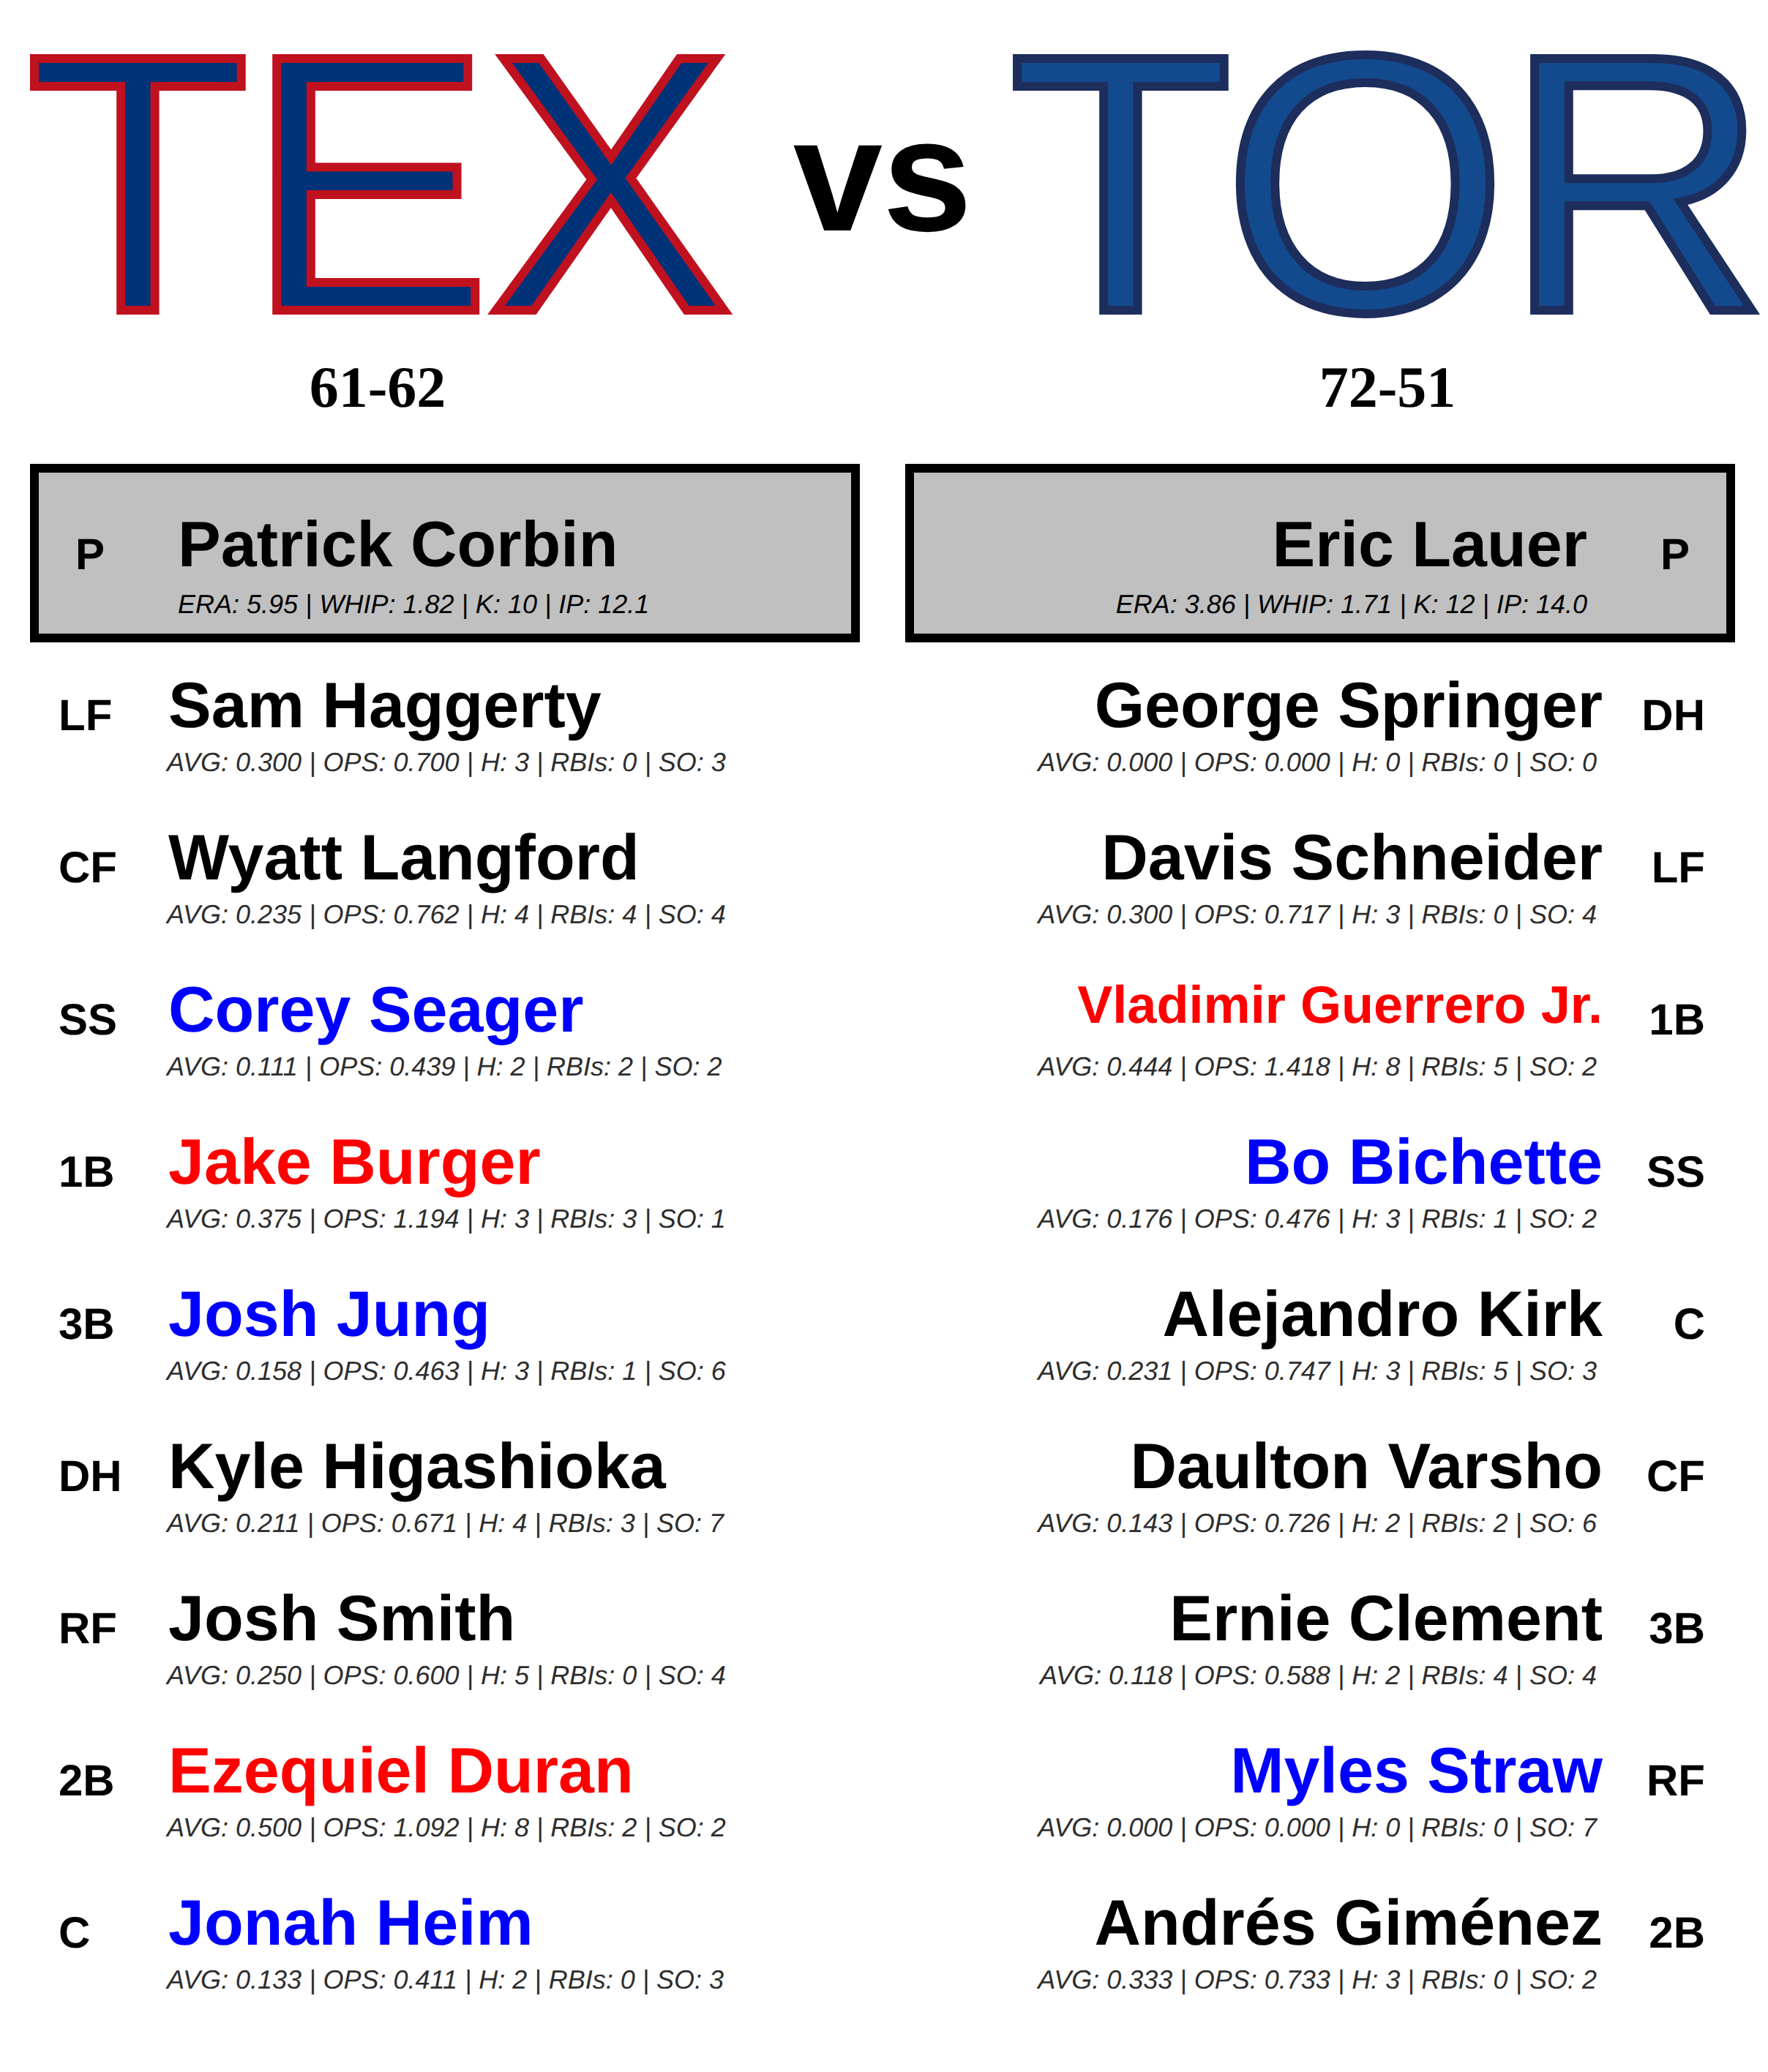 TEX vs TOR
61-62
72-51
P Patrick Corbin
ERA: 5.95 | WHIP: 1.82 | K: 10 | IP: 12.1
Eric Lauer P
ERA: 3.86 | WHIP: 1.71 | K: 12 | IP: 14.0
LF Sam Haggerty
AVG: 0.300 | OPS: 0.700 | H: 3 | RBIs: 0 | SO: 3
CF Wyatt Langford
AVG: 0.235 | OPS: 0.762 | H: 4 | RBIs: 4 | SO: 4
SS Corey Seager
AVG: 0.111 | OPS: 0.439 | H: 2 | RBIs: 2 | SO: 2
1B Jake Burger
AVG: 0.375 | OPS: 1.194 | H: 3 | RBIs: 3 | SO: 1
3B Josh Jung
AVG: 0.158 | OPS: 0.463 | H: 3 | RBIs: 1 | SO: 6
DH Kyle Higashioka
AVG: 0.211 | OPS: 0.671 | H: 4 | RBIs: 3 | SO: 7
RF Josh Smith
AVG: 0.250 | OPS: 0.600 | H: 5 | RBIs: 0 | SO: 4
2B Ezequiel Duran
AVG: 0.500 | OPS: 1.092 | H: 8 | RBIs: 2 | SO: 2
C Jonah Heim
AVG: 0.133 | OPS: 0.411 | H: 2 | RBIs: 0 | SO: 3
George Springer DH
AVG: 0.000 | OPS: 0.000 | H: 0 | RBIs: 0 | SO: 0
Davis Schneider LF
AVG: 0.300 | OPS: 0.717 | H: 3 | RBIs: 0 | SO: 4
Vladimir Guerrero Jr. 1B
AVG: 0.444 | OPS: 1.418 | H: 8 | RBIs: 5 | SO: 2
Bo Bichette SS
AVG: 0.176 | OPS: 0.476 | H: 3 | RBIs: 1 | SO: 2
Alejandro Kirk C
AVG: 0.231 | OPS: 0.747 | H: 3 | RBIs: 5 | SO: 3
Daulton Varsho CF
AVG: 0.143 | OPS: 0.726 | H: 2 | RBIs: 2 | SO: 6
Ernie Clement 3B
AVG: 0.118 | OPS: 0.588 | H: 2 | RBIs: 4 | SO: 4
Myles Straw RF
AVG: 0.000 | OPS: 0.000 | H: 0 | RBIs: 0 | SO: 7
Andrés Giménez 2B
AVG: 0.333 | OPS: 0.733 | H: 3 | RBIs: 0 | SO: 2